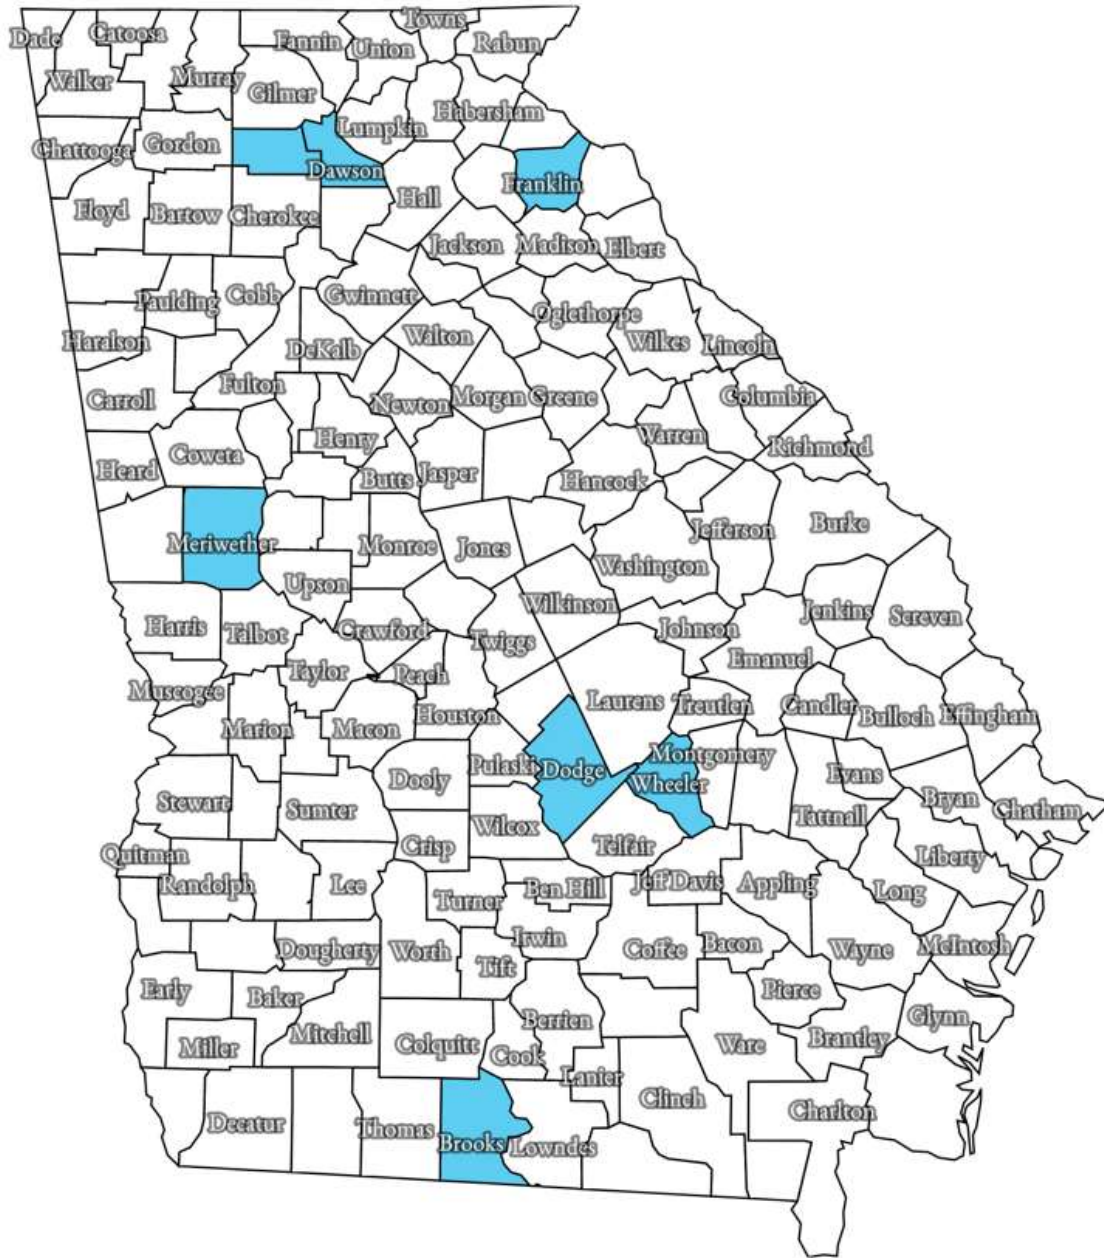 Towns
Dade
Catoosa
Fannin
Union
Rabun
Walker
Murray
Gilmer
Habersham
Lumpkin
Chattooga
Gordon
Dawson
Franklin
Hall
Floyd
Bartow
Cherokee
Jackson
Madison
Elbert
Paulding
Cobb
Gwinnett
Oglethorpe
Haralson
DeKalb
Walton
Wilkes
Lincoln
Carroll
Fulton
Newton
Morgan
Greene
Columbia
Henry
Warren
Richmond
Heard
Coweta
Butts
Jasper
Hancock
Meriwether
Monroe
Jones
Jefferson
Burke
Washington
Upson
Wilkinson
Jenkins
Screven
Harris
Talbot
Crawford
Twiggs
Johnson
Emanuel
Taylor
Peach
Muscogee
Laurens
Treutlen
Candler
Bulloch
Effingham
Marion
Macon
Houston
Pulaski
Dodge
Montgomery
Wheeler
Evans
Dooly
Stewart
Sumter
Wilcox
Tattnall
Bryan
Chatham
Quitman
Crisp
Telfair
Liberty
Randolph
Lee
Turner
Ben Hill
Jeff Davis
Appling
Long
Dougherty
Worth
Irwin
Tift
Coffee
Bacon
Wayne
McIntosh
Early
Baker
Pierce
Miller
Mitchell
Colquitt
Berrien
Cook
Ware
Brantley
Glynn
Lanier
Clinch
Charlton
Decatur
Thomas
Brooks
Lowndes